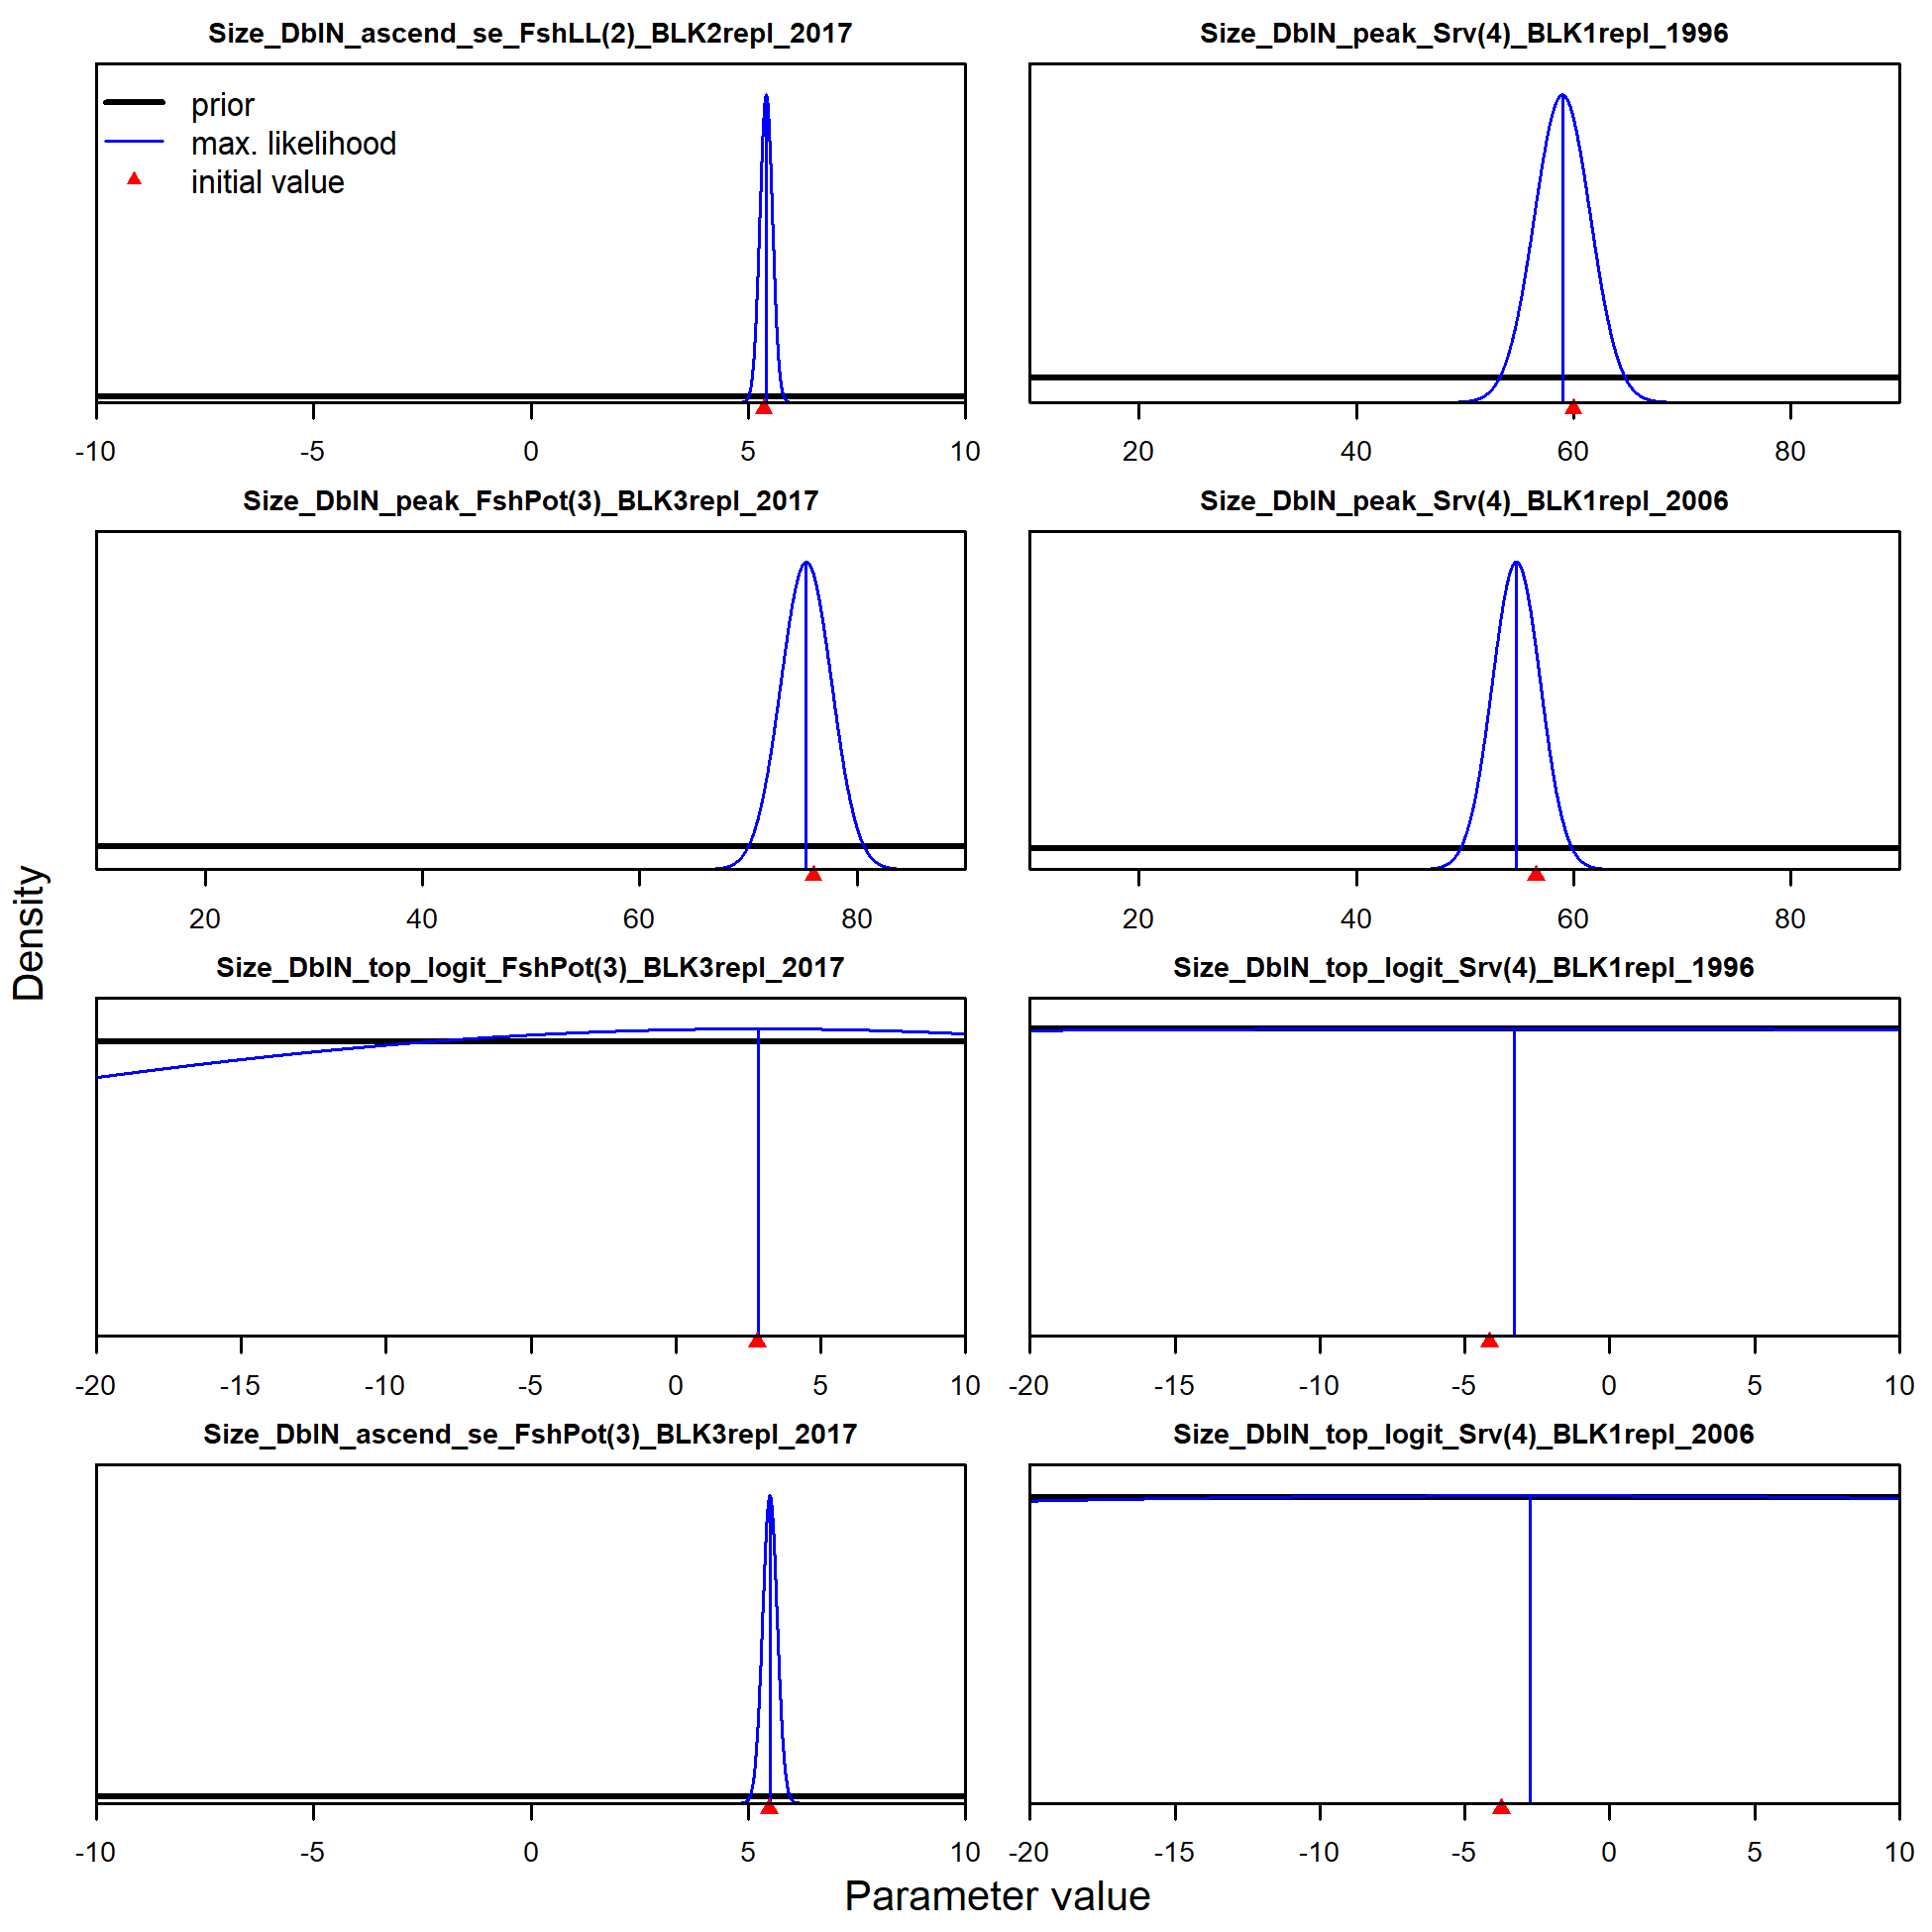 Size_DblN_ascend_se_FshLL(2)_BLK2repl_2017
prior
max. likelihood
initial value
-10 -5 0 5 10
Size_DblN_peak_Srv(4)_BLK1repl_1996
20 40 60 80
Size_DblN_peak_FshPot(3)_BLK3repl_2017
20 40 60 80
Size_DblN_peak_Srv(4)_BLK1repl_2006
20 40 60 80
Density
Size_DblN_top_logit_FshPot(3)_BLK3repl_2017
-20 -15 -10 -5 0 5 10
Size_DblN_top_logit_Srv(4)_BLK1repl_1996
-20 -15 -10 -5 0 5 10
Size_DblN_ascend_se_FshPot(3)_BLK3repl_2017
-10 -5 0 5 10
Size_DblN_top_logit_Srv(4)_BLK1repl_2006
-20 -15 -10 -5 0 5 10
Parameter value